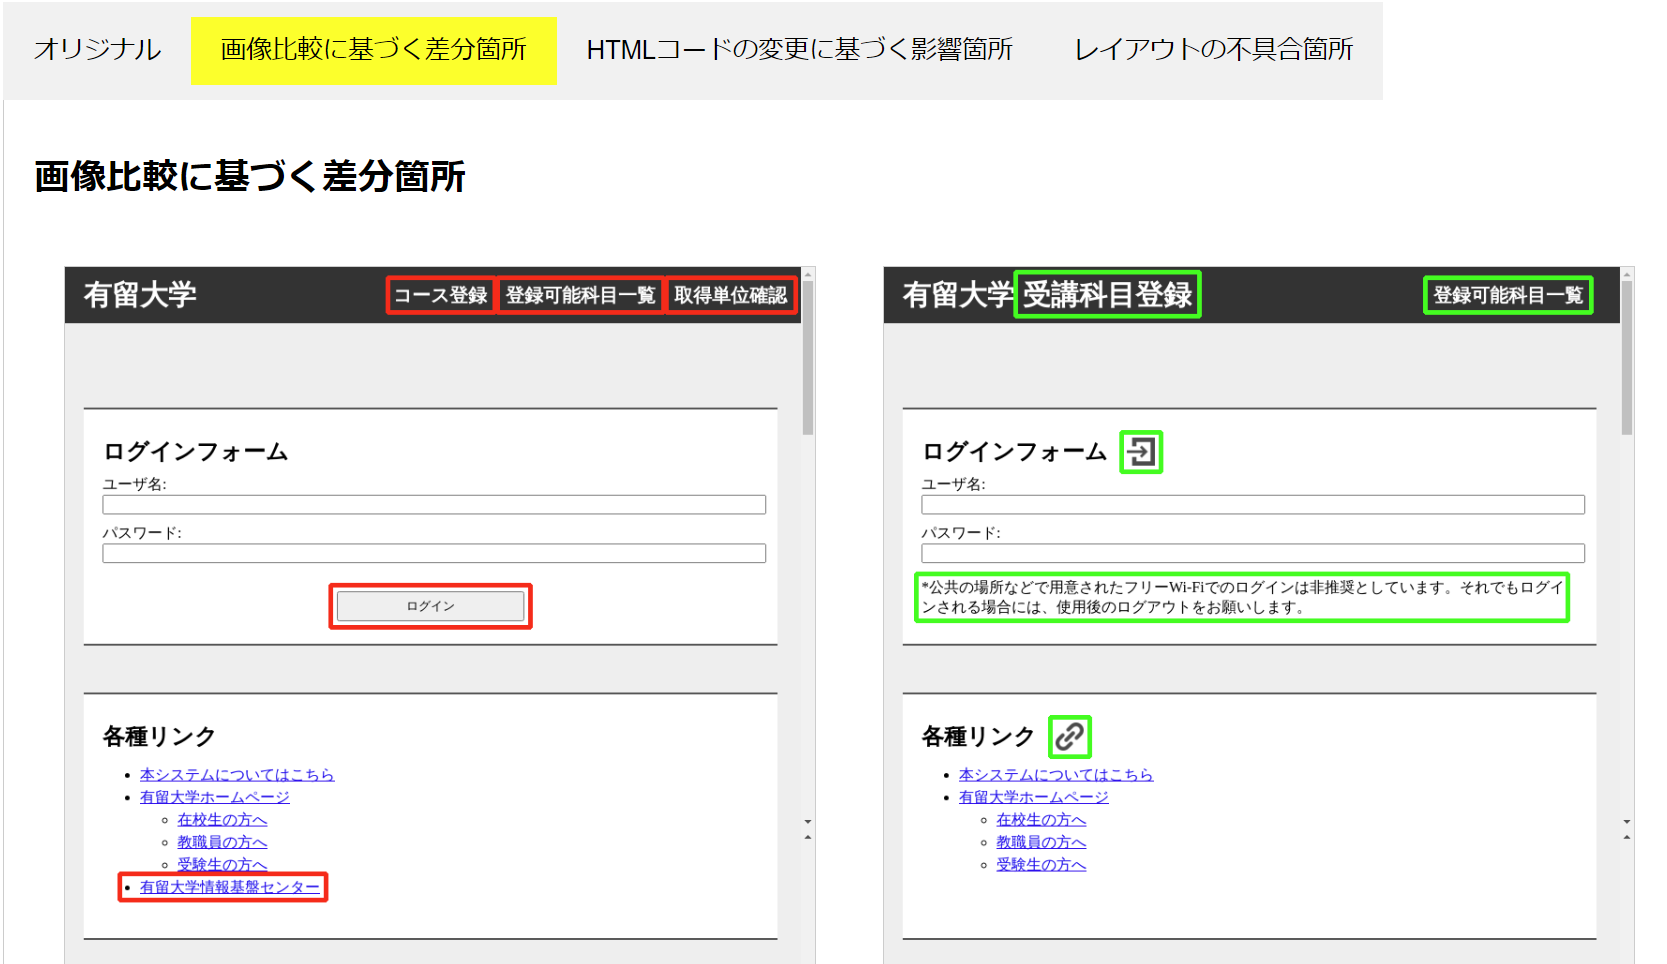 オリジナル 画像比較に基づく差分箇所 HTMLコードの変更に基づく影響箇所 レイアウトの不具合箇所
画像比較に基づく差分箇所
有留大学 コース登録 登録可能科目一覧 取得単位確認
ログインフォーム
ユーザ名:
パスワード:
ログイン
各種リンク
本システムについてはこちら
有留大学ホームページ
在校生の方へ
教職員の方へ
受験生の方へ
有留大学情報基盤センター
有留大学 受講科目登録 登録可能科目一覧
ログインフォーム
ユーザ名:
パスワード:
*公共の場所などで用意されたフリーWi-Fiでのログインは非推奨としています。それでもログイ
ンされる場合には、使用後のログアウトをお願いします。
各種リンク
本システムについてはこちら
有留大学ホームページ
在校生の方へ
教職員の方へ
受験生の方へ